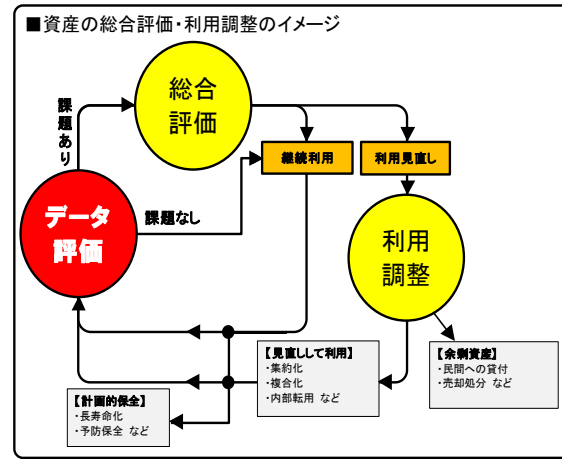 ■資産の総合評価・利用調整のイメージ
総合
評価
課題あり
継続利用
利用見直し
データ
評価
課題なし
利用
調整
【見直しして利用】
・集約化
・複合化
・内部転用 など
【余剰資産】
・民間への貸付
・売却処分 など
【計画的保全】
・長寿命化
・予防保全 など